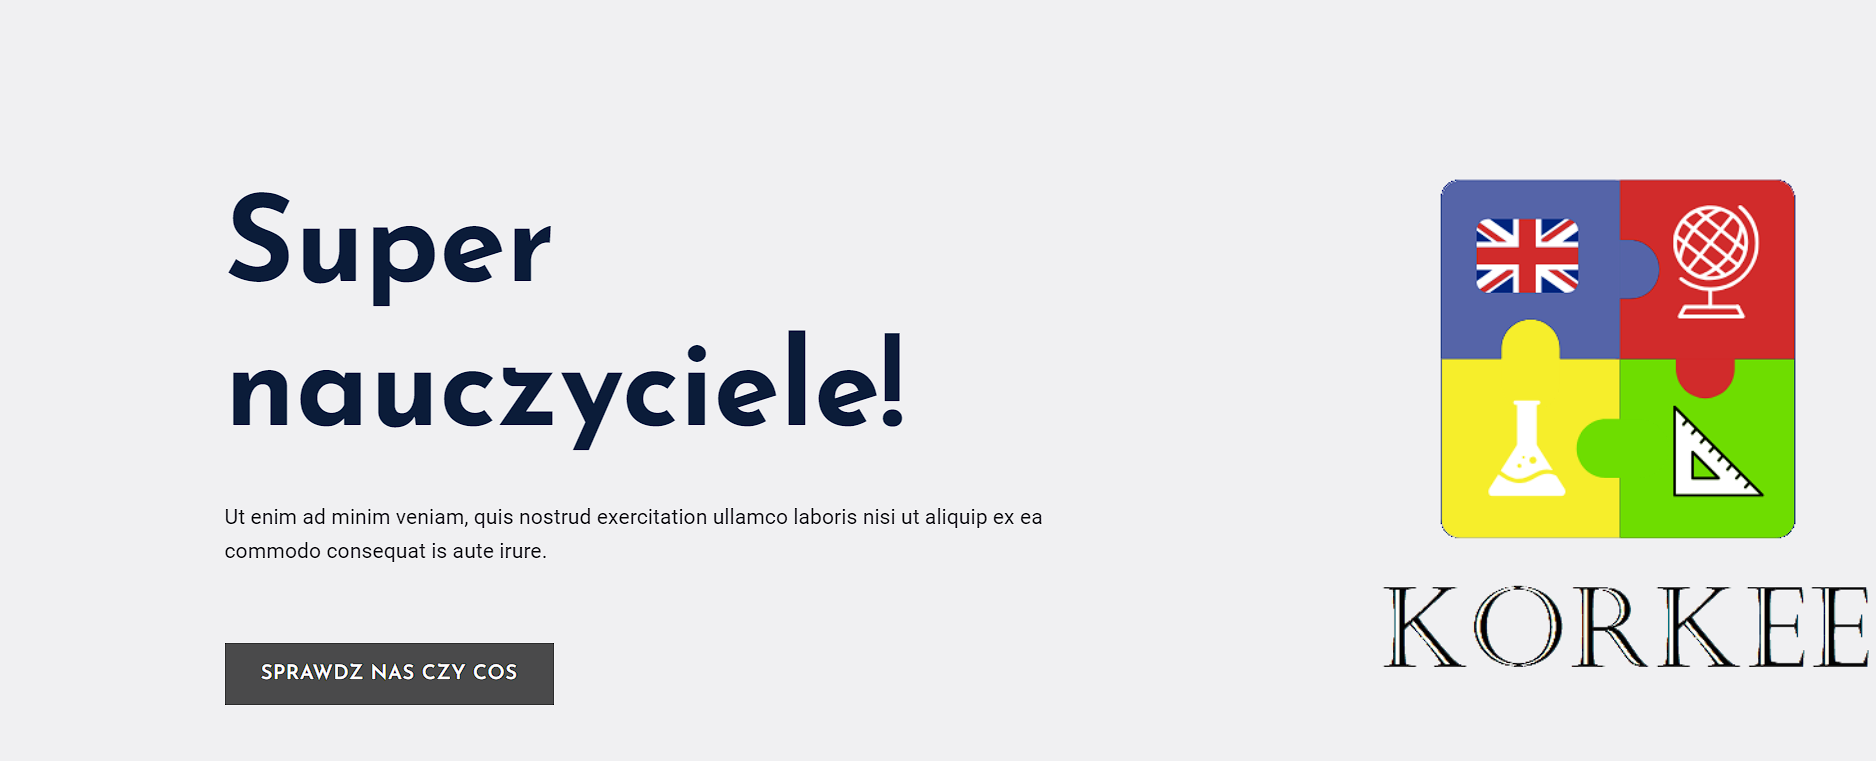 Super
nauczyciele!
Ut enim ad minim veniam, quis nostrud exercitation ullamco laboris nisi ut aliquip ex ea
commodo consequat is aute irure.
SPRAWDZ NAS CZY COS
KORKEE